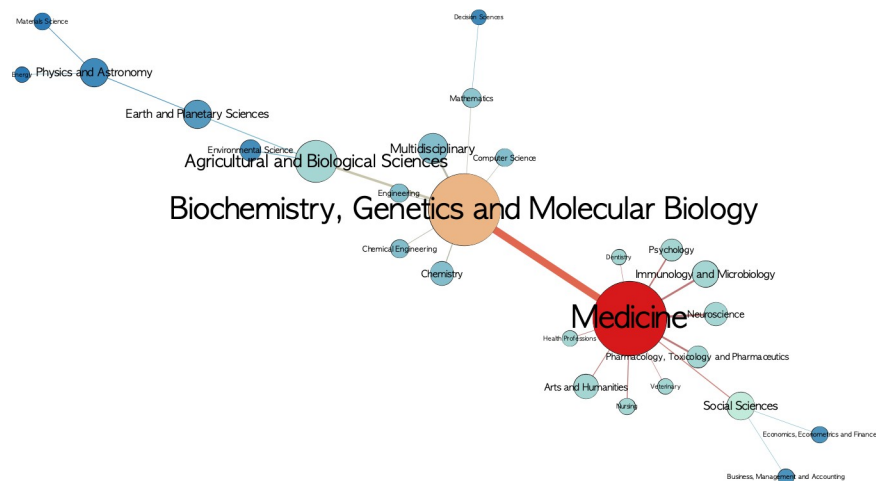 Decision Sciences
Materials Science
Energy
Physics and Astronomy
Mathematics
Earth and Planetary Sciences
Environmental Science
Multidisciplinary
Agricultural and Biological Sciences
Computer Science
Engineering
Biochemistry, Genetics and Molecular Biology
Chemical Engineering
Chemistry
Psychology
Dentistry
Immunology and Microbiology
Medicine
Neuroscience
Health Professions
Pharmacology, Toxicology and Pharmaceutics
Arts and Humanities
Veterinary
Nursing
Social Sciences
Economics, Econometrics and Finance
Business, Management and Accounting